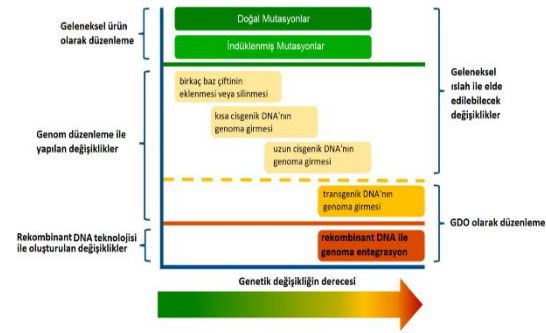 Geleneksel ürün
olarak düzenleme
Doğal Mutasyonlar
İndüklenmiş Mutasyonlar
Geleneksel
ıslah ile elde
edilebilecek
değişiklikler
Genom düzenleme ile
yapılan değişiklikler
birkaç baz çiftinin
eklenmesi veya silinmesi
kısa cisgenik DNA'nın
genoma girmesi
uzun cisgenik DNA'nın
genoma girmesi
transgenik DNA'nın
genoma girmesi
GDO olarak düzenleme
Rekombinant DNA teknolojisi
ile oluşturulan değişiklikler
rekombinant DNA ile
genoma entegrasyon
Genetik değişikliğin derecesi